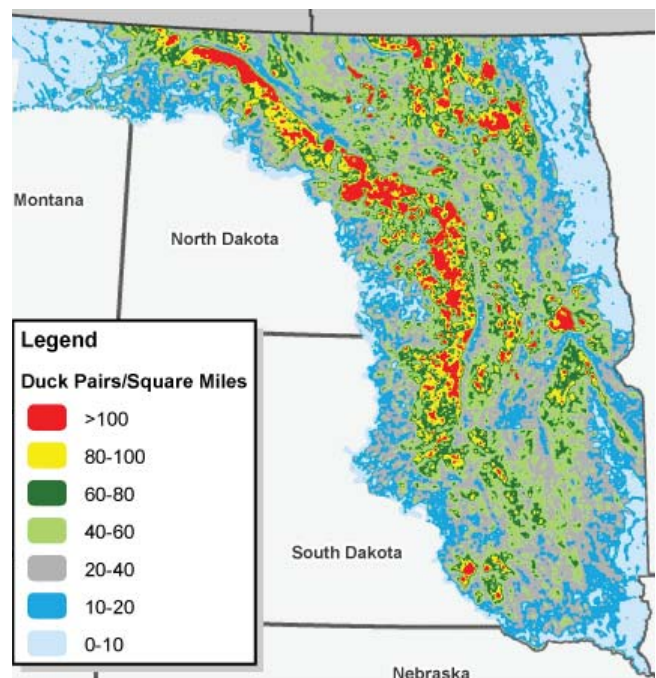 Montana
North Dakota
Legend
Duck Pairs/Square Miles
>100
80-100
60-80
40-60
20-40
10-20
0-10
South Dakota
Nebraska